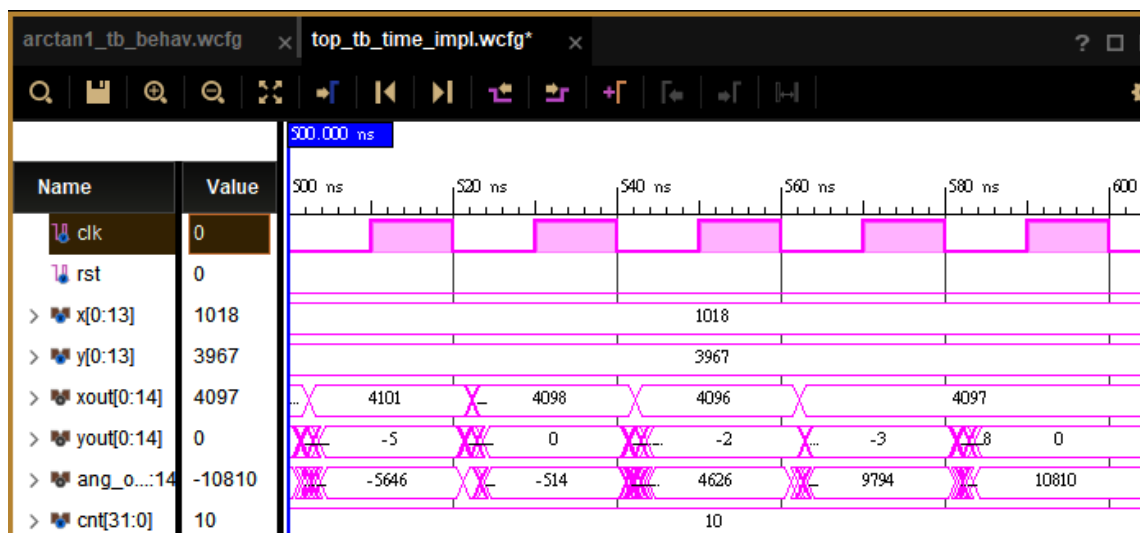 arctan1_tb_behav.wcfg × top_tb_time_impl.wcfg* × ?
500.000 ns
Name Value 500 ns 520 ns 540 ns 560 ns 580 ns 600
clk 0
rst 0
x[0:13] 1018 1018
y[0:13] 3967 3967
xout[0:14] 4097 ... 4101 ... 4098 4096 4097
yout[0:14] 0 ... -5 ... 0 ... -2 ... -3 ...8 0
ang_o...:14 -10810 ... -5646 ... -514 ... 4626 ... 9794 ... 10810
cnt[31:0] 10 10